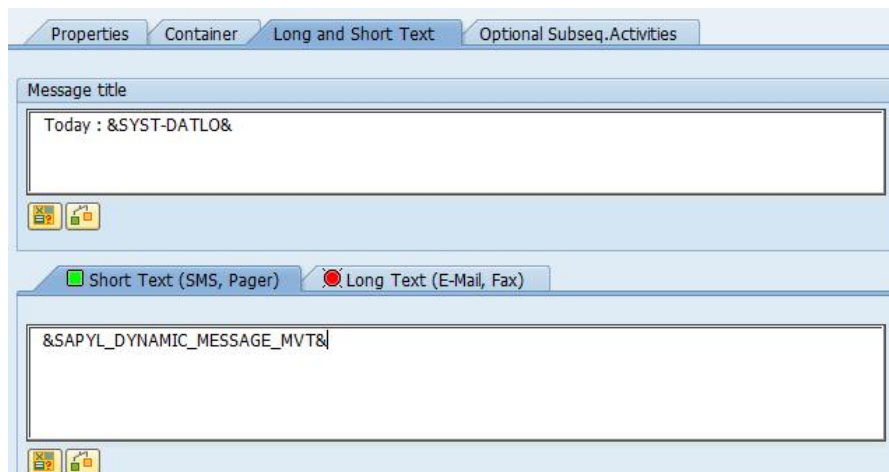 Properties Container Long and Short Text Optional Subseq.Activities
Message title
Today : &SYST-DATLO&
Short Text (SMS, Pager) Long Text (E-Mail, Fax)
&SAPYL_DYNAMIC_MESSAGE_MVT&